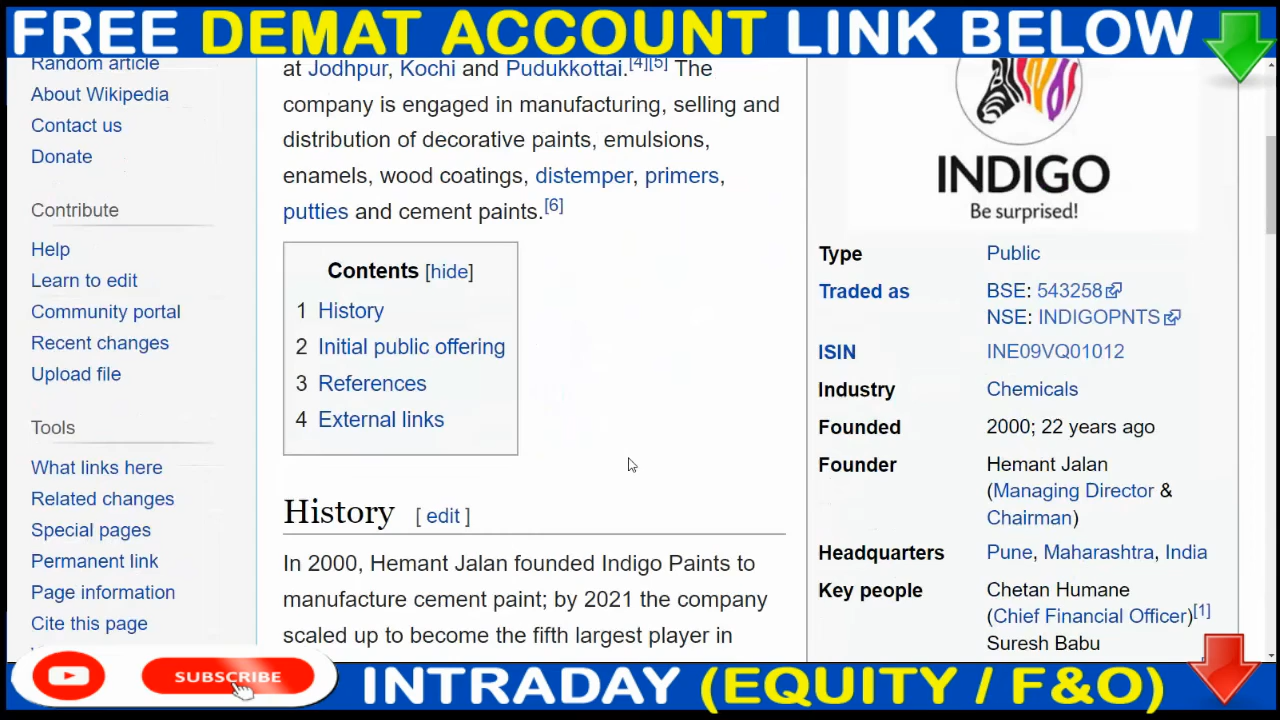 FREE DEMAT ACCOUNT LINK BELOW
Random article
About Wikipedia
Contact us
Donate
Contribute
Help
Learn to edit
Community portal
Recent changes
Upload file
Tools
What links here
Related changes
Special pages
Permanent link
Page information
Cite this page
at Jodhpur, Kochi and Pudukkottai.[4][5] The
company is engaged in manufacturing, selling and
distribution of decorative paints, emulsions,
enamels, wood coatings, distemper, primers,
putties and cement paints.[6]
Contents [hide]
1 History
2 Initial public offering
3 References
4 External links
History [ edit ]
In 2000, Hemant Jalan founded Indigo Paints to
manufacture cement paint; by 2021 the company
scaled up to become the fifth largest player in
INDIGO
Be surprised!
Type Public
Traded as BSE: 543258
NSE: INDIGOPNTS
ISIN INE09VQ01012
Industry Chemicals
Founded 2000; 22 years ago
Founder Hemant Jalan
(Managing Director &
Chairman)
Headquarters Pune, Maharashtra, India
Key people Chetan Humane
(Chief Financial Officer)[1]
Suresh Babu
SUBSCRIBE
INTRADAY (EQUITY / F&O)